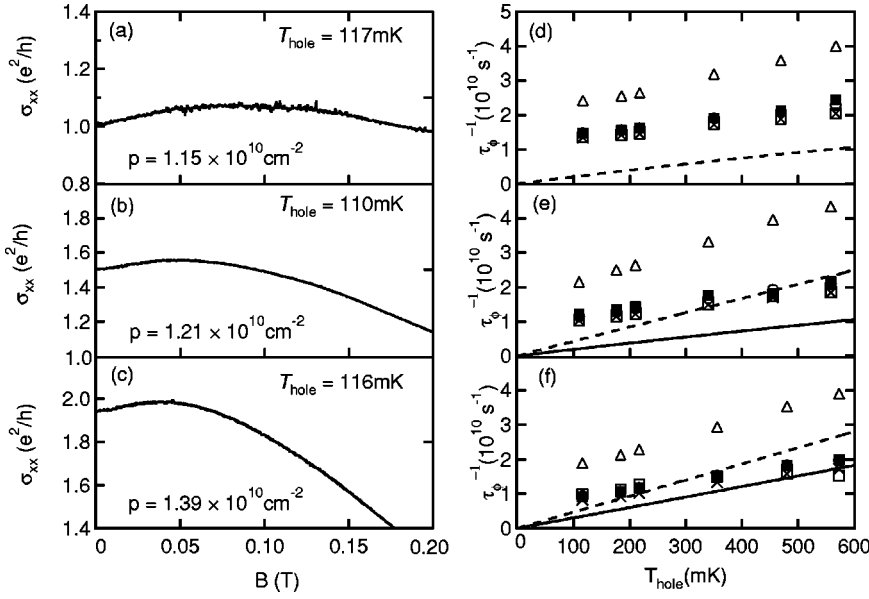 (a)
T_hole = 117mK
p = 1.15 × 10^10 cm^-2
σ_xx (e^2/h)
1.4
1.2
1.0
0.8
(b)
T_hole = 110mK
p = 1.21 × 10^10 cm^-2
σ_xx (e^2/h)
1.8
1.6
1.4
1.2
1.0
(c)
T_hole = 116mK
p = 1.39 × 10^10 cm^-2
σ_xx (e^2/h)
2.0
1.8
1.6
1.4
0
0.05
0.10
0.15
0.20
B (T)
(d)
τ_ϕ^-1 (10^10 s^-1)
5
4
3
2
1
0
(e)
τ_ϕ^-1 (10^10 s^-1)
4
3
2
1
0
(f)
τ_ϕ^-1 (10^10 s^-1)
4
3
2
1
0
0
100
200
300
400
500
600
T_hole(mK)